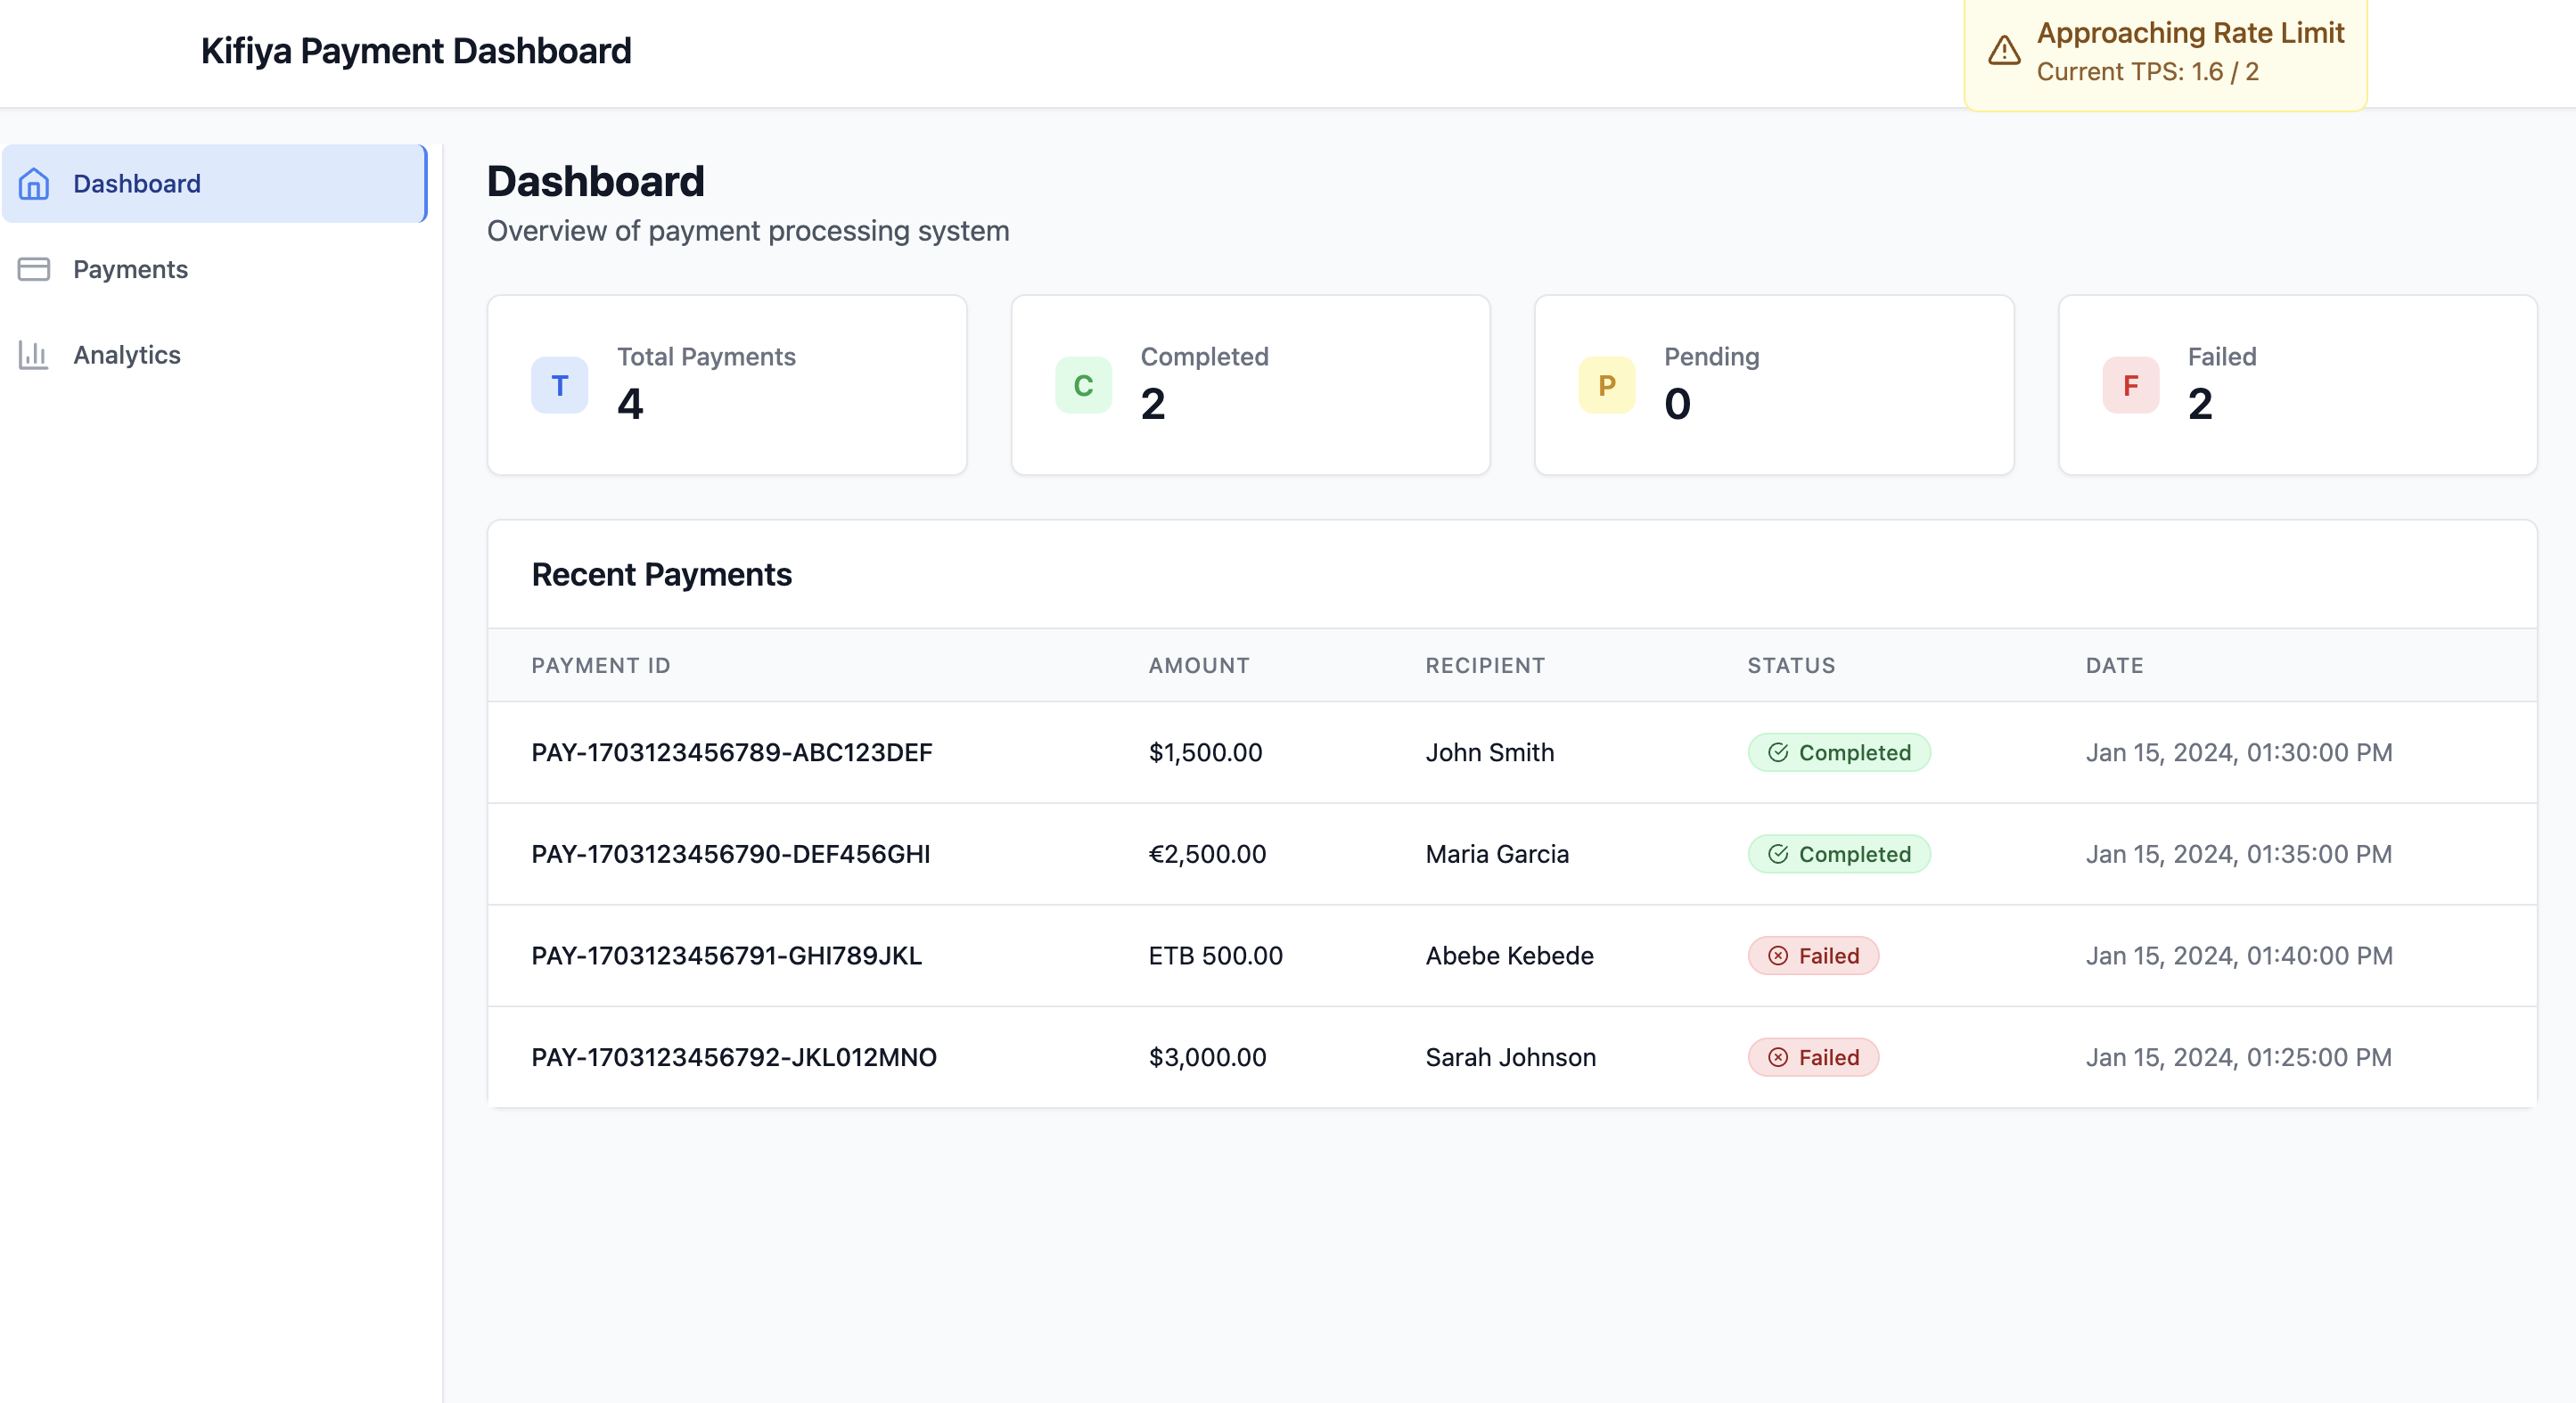 Kifiya Payment Dashboard
Approaching Rate Limit
Current TPS: 1.6 / 2
Dashboard
Payments
Analytics
Dashboard
Overview of payment processing system
T
Total Payments
4
C
Completed
2
P
Pending
0
F
Failed
2
Recent Payments
PAYMENT ID AMOUNT RECIPIENT STATUS DATE
PAY-1703123456789-ABC123DEF $1,500.00 John Smith Completed Jan 15, 2024, 01:30:00 PM
PAY-1703123456790-DEF456GHI €2,500.00 Maria Garcia Completed Jan 15, 2024, 01:35:00 PM
PAY-1703123456791-GHI789JKL ETB 500.00 Abebe Kebede Failed Jan 15, 2024, 01:40:00 PM
PAY-1703123456792-JKL012MNO $3,000.00 Sarah Johnson Failed Jan 15, 2024, 01:25:00 PM